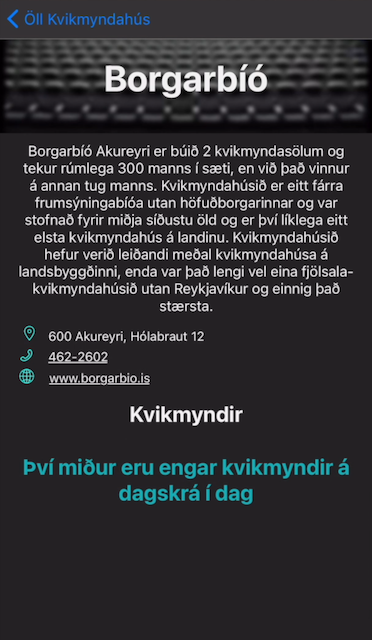 Öll Kvikmyndahús
Borgarbíó
Borgarbíó Akureyri er búið 2 kvikmyndasölum og
tekur rúmlega 300 manns í sæti, en við það vinnur
á annan tug manns. Kvikmyndahúsið er eitt fárra
frumsýningabíóa utan höfuðborgarinnar og var
stofnað fyrir miðja síðustu öld og er því líklega eitt
elsta kvikmyndahús á landinu. Kvikmyndahúsið
hefur verið leiðandi meðal kvikmyndahúsa á
landsbyggðinni, enda var það lengi vel eina fjölsala-
kvikmyndahúsið utan Reykjavíkur og einnig það
stærsta.
600 Akureyri, Hólabraut 12
462-2602
www.borgarbio.is
Kvikmyndir
Því miður eru engar kvikmyndir á
dagskrá í dag